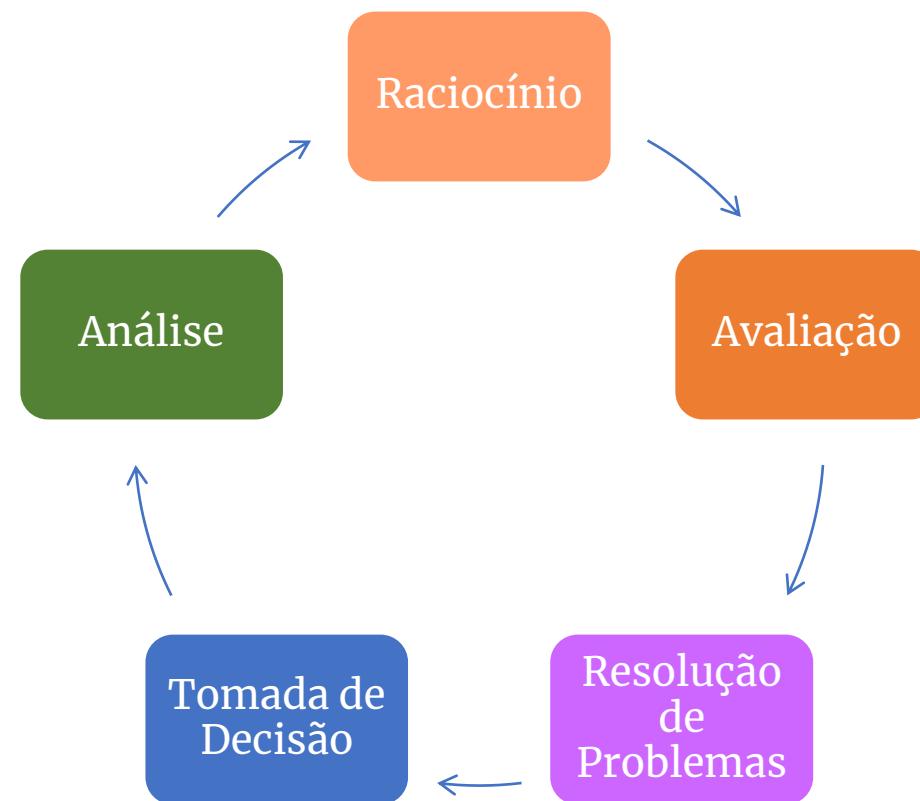 Raciocínio
Avaliação
Resolução
de
Problemas
Tomada de
Decisão
Análise